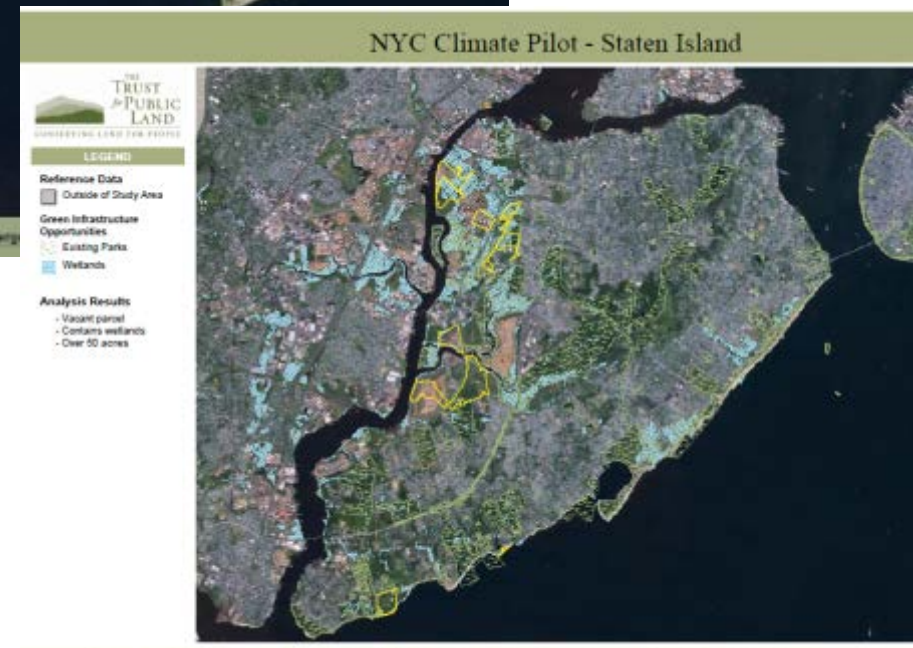 NYC Climate Pilot - Staten Island
THE
TRUST
for PUBLIC
LAND
CONSERVING LAND FOR PEOPLE
LEGEND
Reference Data
Outside of Study Area
Green Infrastructure
Opportunities
Existing Parks
Wetlands
Analysis Results
- Vacant parcel
- Contains wetlands
- Over 50 acres